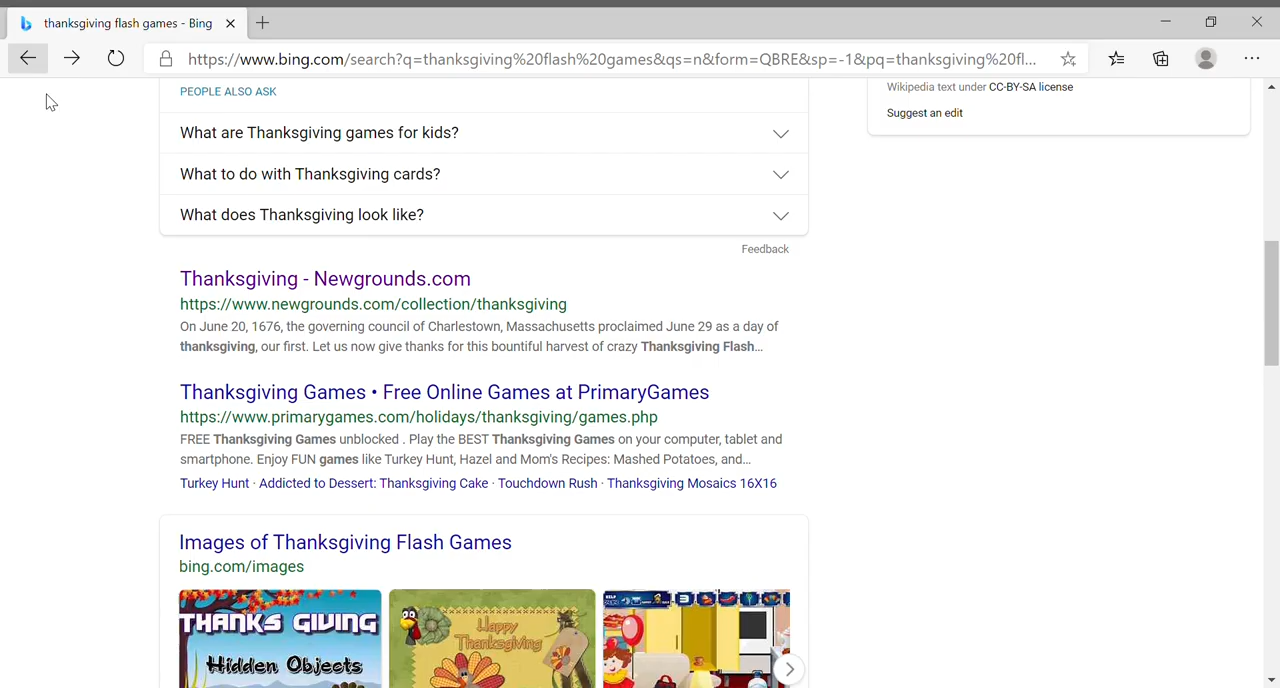 thanksgiving flash games - Bing
https://www.bing.com/search?q=thanksgiving%20flash%20games&qs=n&form=QBRE&sp=-1&pq=thanksgiving%20fl...
PEOPLE ALSO ASK
What are Thanksgiving games for kids?
What to do with Thanksgiving cards?
What does Thanksgiving look like?
Feedback
Wikipedia text under CC-BY-SA license
Suggest an edit
Thanksgiving - Newgrounds.com
https://www.newgrounds.com/collection/thanksgiving
On June 20, 1676, the governing council of Charlestown, Massachusetts proclaimed June 29 as a day of
thanksgiving, our first. Let us now give thanks for this bountiful harvest of crazy Thanksgiving Flash...
Thanksgiving Games • Free Online Games at PrimaryGames
https://www.primarygames.com/holidays/thanksgiving/games.php
FREE Thanksgiving Games unblocked . Play the BEST Thanksgiving Games on your computer, tablet and
smartphone. Enjoy FUN games like Turkey Hunt, Hazel and Mom's Recipes: Mashed Potatoes, and...
Turkey Hunt · Addicted to Dessert: Thanksgiving Cake · Touchdown Rush · Thanksgiving Mosaics 16X16
Images of Thanksgiving Flash Games
bing.com/images
THANKS GIVING
Hidden Objects
Happy
Thanksgiving